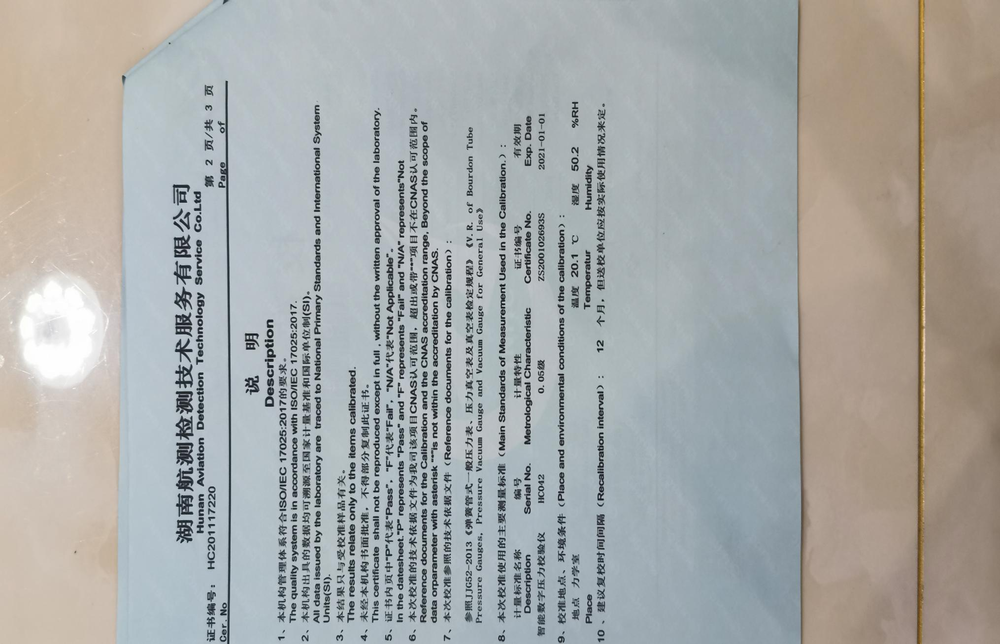 湖南航测检测技术服务有限公司
Hunan Aviation Detection Technology Service Co.Ltd
证书编号： HC201117220 第 2 页/共 3 页
Cer.No Page of
说 明
Description
1、本机构管理体系符合ISO/IEC 17025:2017的要求。
The quality system is in accordance with ISO/IEC 17025:2017.
2、本机构出具的数据均可溯源至国家计量基准和国际单位制(SI)。
All data issued by the laboratory are traced to National Primary Standards and International System
Units(SI).
3、本结果只与受校准样品有关。
The results relate only to the items calibrated.
4、未经本机构书面批准，不得部分复制此证书。
This certificate shall not be reproduced except in full , without the written approval of the laboratory.
5、证书内页中"P"代表"Pass"，"F"代表"Fail"，"N/A"代表"Not Applicable"。
In the datesheet."P" represents "Pass" and "F" represents "Fail" and "N/A" represents"Not
6、本次校准的技术依据文件为我司该项目CNAS认可范围，超出或带"*"项目不在CNAS认可范围内。
Reference documents for the Calibration and the CNAS accreditation range, Beyond the scope of
data orparameter with asterisk "*"is not within the accreditation by CNAS.
7、本次校准参照的技术依据文件（Reference documents for the calibration）：
参照JJG52-2013《弹簧管式一般压力表、压力真空表及真空表检定规程》《V.R. of Bourdon Tube
Pressure Gauges, Pressure Vacuum Gauge and Vacuum Gauge for General Use》
8、本次校准使用的主要测量标准（Main Standards of Measurement Used in the Calibration.）：
计量标准名称 编号 计量特性 证书编号 有效期
Description Serial No. Metrological Characteristic Certificate No. Exp. Date
智能数字压力校验仪 HC042 0.05级 ZS200102693S 2021-01-01
9、校准地点、环境条件（Place and environmental conditions of the calibration）：
地点 力学室 温度 20.1 ℃ 湿度 50.2 %RH
Place Temperatur Humidity
10、建议复校时间间隔（Recalibration interval）： 12 个月，但送校单位应按实际使用情况来定。